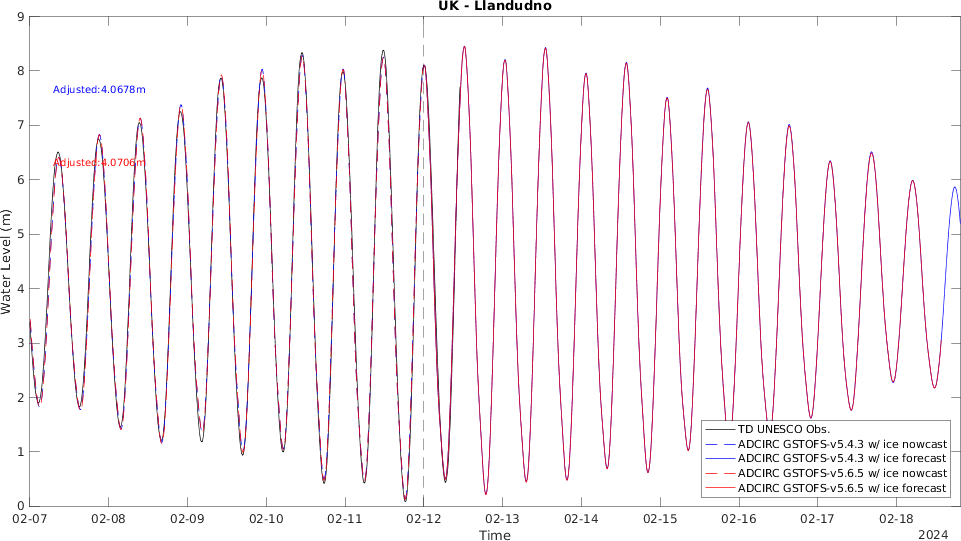 UK - Llandudno
9
8
7
6
5
4
3
2
1
0
Water Level (m)
Adjusted:4.0678m
Adjusted:4.0706m
TD UNESCO Obs.
ADCIRC GSTOFS-v5.4.3 w/ ice nowcast
ADCIRC GSTOFS-v5.4.3 w/ ice forecast
ADCIRC GSTOFS-v5.6.5 w/ ice nowcast
ADCIRC GSTOFS-v5.6.5 w/ ice forecast
02-07 02-08 02-09 02-10 02-11 02-12 02-13 02-14 02-15 02-16 02-17 02-18
Time
2024